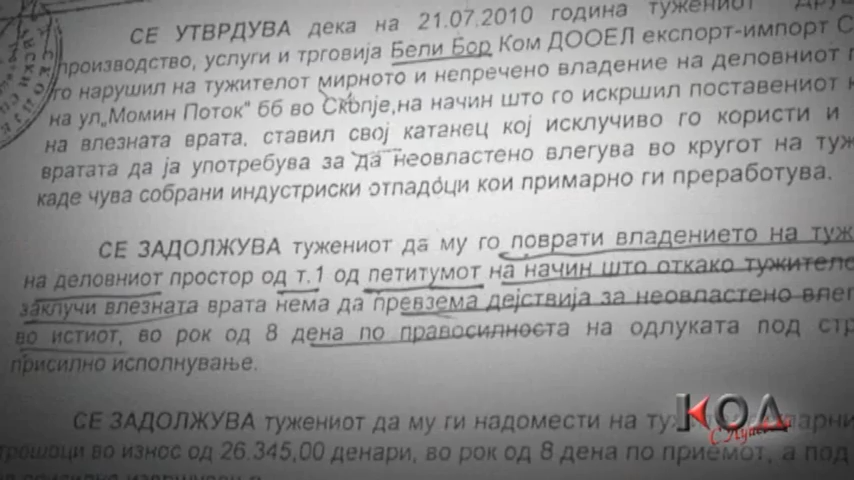 СЕ УТВРДУВА дека на 21.07.2010 година тужениот
производство, услуги и трговија Бели Бор Ком ДООЕЛ експорт-импорт С
го нарушил на тужителот мирното и непречено владение на деловниот п
на ул„Момин Поток“ бб во Скопје,на начин што го искршил поставениот
на влезната врата, ставил свој катанец кој исклучиво го користи и
вратата да ја употребува за да неовластено влегува во кругот на туж
каде чува собрани индустриски отпадоци кои примарно ги преработува.
СЕ ЗАДОЛЖУВА тужениот да му го поврати владението на туж
на деловниот простор од т.1 од петитумот на начин што откако тужитело
заклучи влезната врата нема да превзема дејствија за неовластено влег
во истиот, во рок од 8 дена по правосилноста на одлуката под стр
присилно исполнување.
СЕ ЗАДОЛЖУВА тужениот да му ги надомести на ту
трошоци во износ од 26.345,00 денари, во рок од 8 дена по приемот, а под
КОД